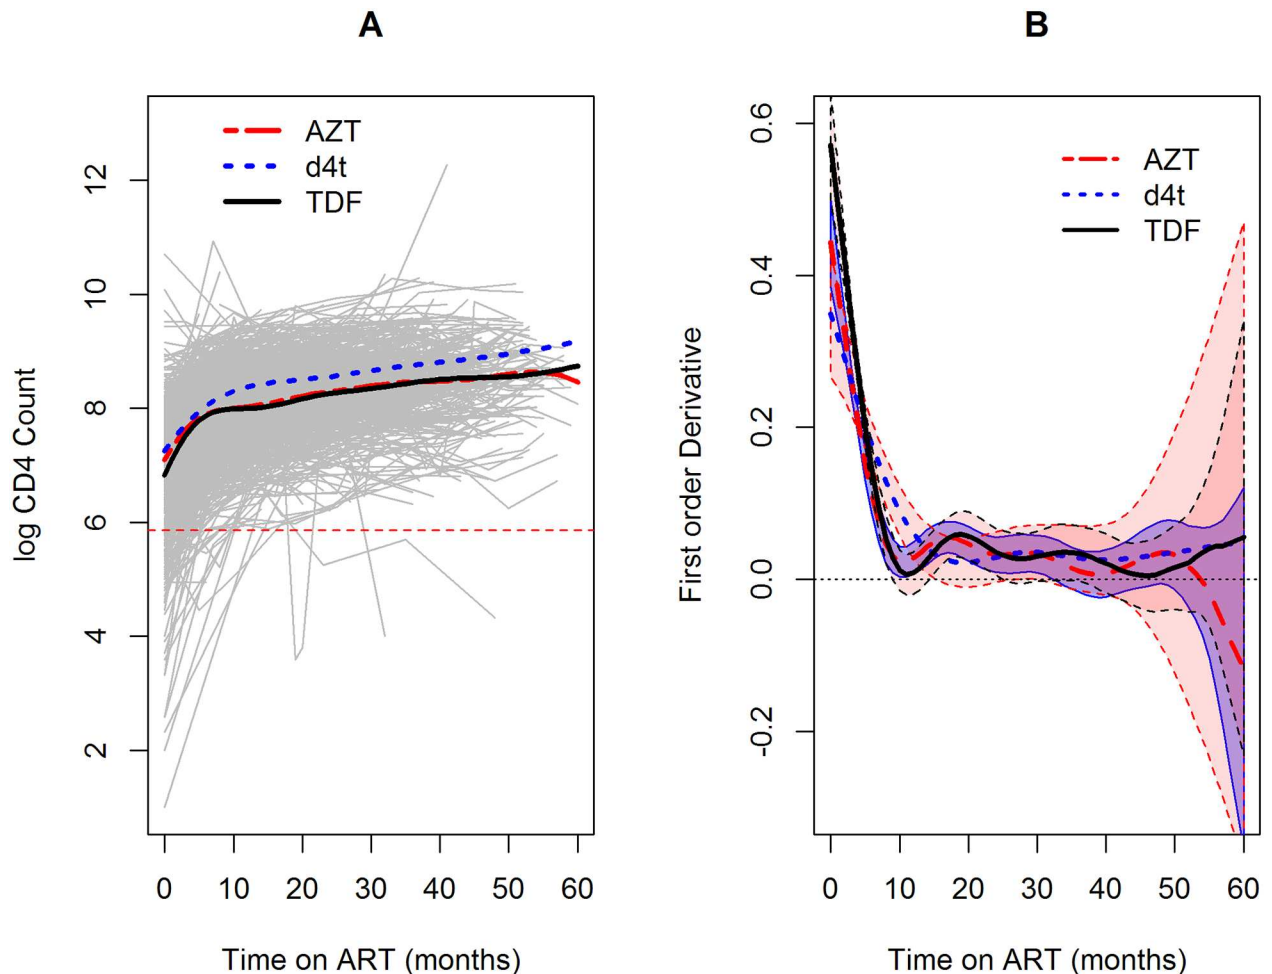 A
log CD4 Count
12
10
8
6
4
2
AZT
d4t
TDF
0 10 20 30 40 50 60
Time on ART (months)
B
First order Derivative
0.6
0.4
0.2
0.0
-0.2
AZT
d4t
TDF
0 10 20 30 40 50 60
Time on ART (months)